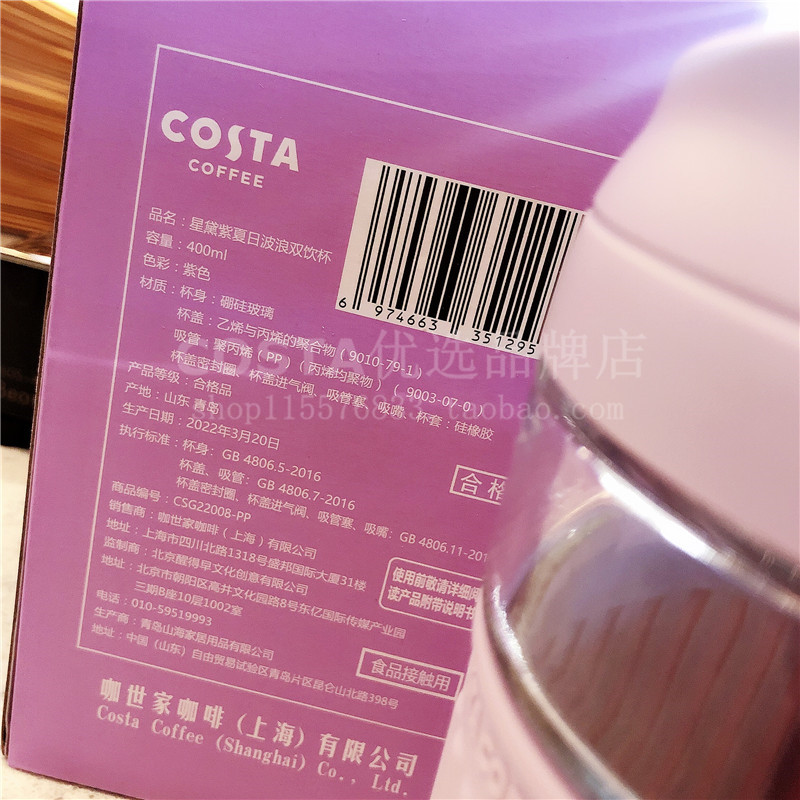 COSTA
COFFEE
品名：星黛紫夏日波浪双饮杯
容量：400ml
色彩：紫色
材质：杯身：硼硅玻璃
杯盖：乙烯与丙烯的聚合物（9010-79-1）
吸管：聚丙烯（PP）（丙烯均聚物）（9003-07-0）
杯盖密封圈、杯盖进气阀、吸管塞、吸嘴、杯套：硅橡胶
产品等级：合格品
产地：山东 青岛
生产日期：2022年3月20日
执行标准：杯身：GB 4806.5-2016
杯盖、吸管：GB 4806.7-2016
杯盖密封圈、杯盖进气阀、吸管塞、吸嘴：GB 4806.11-201
商品编号：CSG22008-PP
销售商：咖世家咖啡（上海）有限公司
地址：上海市四川北路1318号盛邦国际大厦31楼
监制商：北京醒得早文化创意有限公司
地址：北京市朝阳区高井文化园路8号东亿国际传媒产业园
三期B座10层1002室
电话：010-59519993
生产商：青岛山海家居用品有限公司
地址：中国（山东）自由贸易试验区青岛片区昆仑山北路398号
咖世家咖啡（上海）有限公司
Costa Coffee (Shanghai) Co., Ltd.
6 974663 351295
合格
使用前敬请详细阅
读产品附带说明书
食品接触用
COSTA优选品牌店
shop115576833.taobao.com